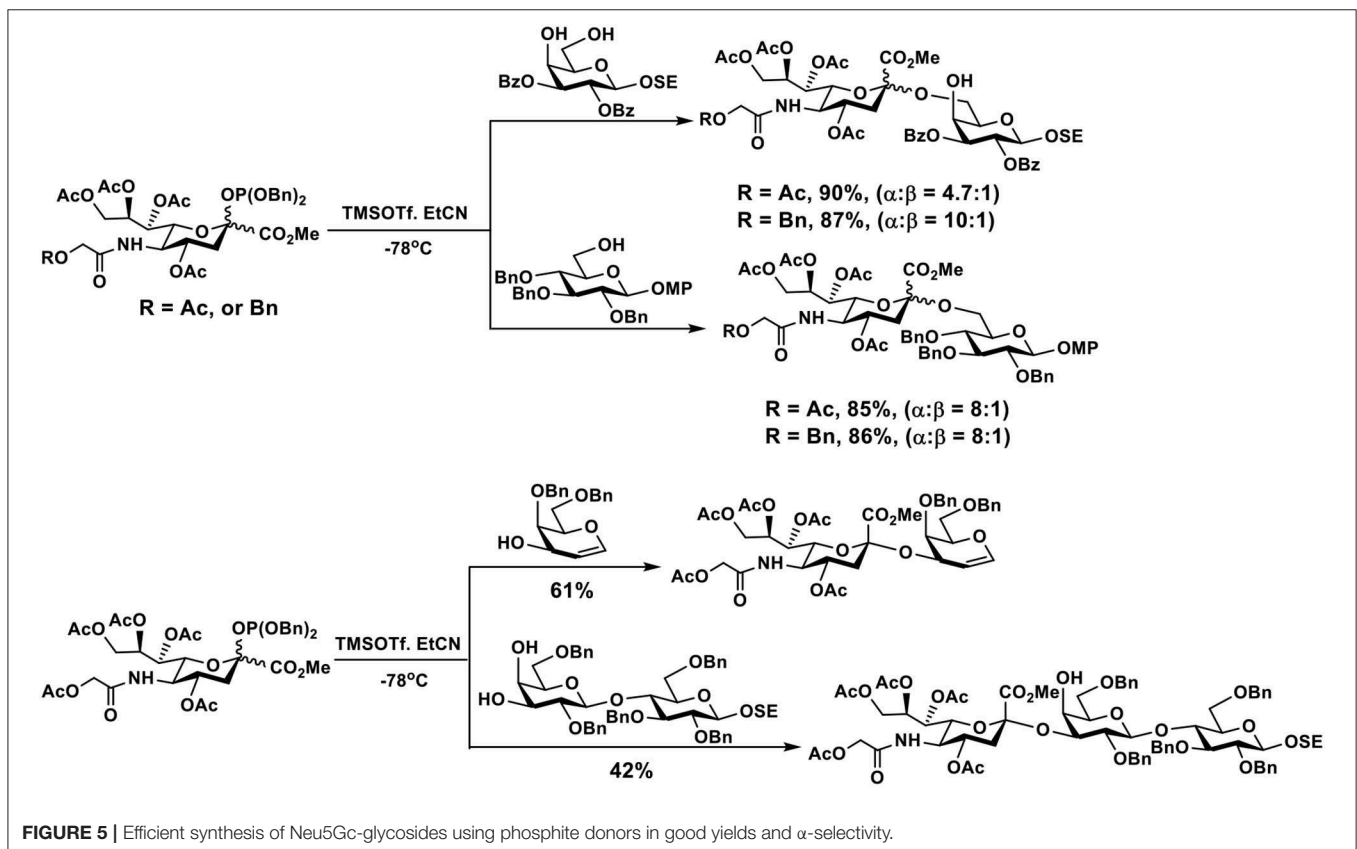 OH OH
O
BzO OSE
OBz
AcO AcO OAc CO2Me
O O OH
RO HN
O OAc
O
BzO OSE
OBz
R = Ac, 90%, (α:β = 4.7:1)
R = Bn, 87%, (α:β = 10:1)
AcO AcO OAc OP(OBn)2
O CO2Me
RO HN
O OAc
R = Ac, or Bn
TMSOTf. EtCN
-78°C
OH
BnO O
BnO OMP
OBn
AcO AcO OAc CO2Me
O O
RO HN
O OAc
BnO O
BnO OMP
OBn
R = Ac, 85%, (α:β = 8:1)
R = Bn, 86%, (α:β = 8:1)
OBn OBn
O
HO
61%
AcO AcO OAc CO2Me
O O
AcO HN
O OAc
OBn OBn
O
AcO AcO OAc OP(OBn)2
O CO2Me
AcO HN
O OAc
TMSOTf. EtCN
-78°C
OH OBn
O O
HO OBn
OBn
O
BnO OSE
OBn
42%
AcO AcO OAc CO2Me
O O
AcO HN
O OAc
OH OBn
O O
OBn
OBn
O
BnO OSE
OBn
FIGURE 5 | Efficient synthesis of Neu5Gc-glycosides using phosphite donors in good yields and α-selectivity.